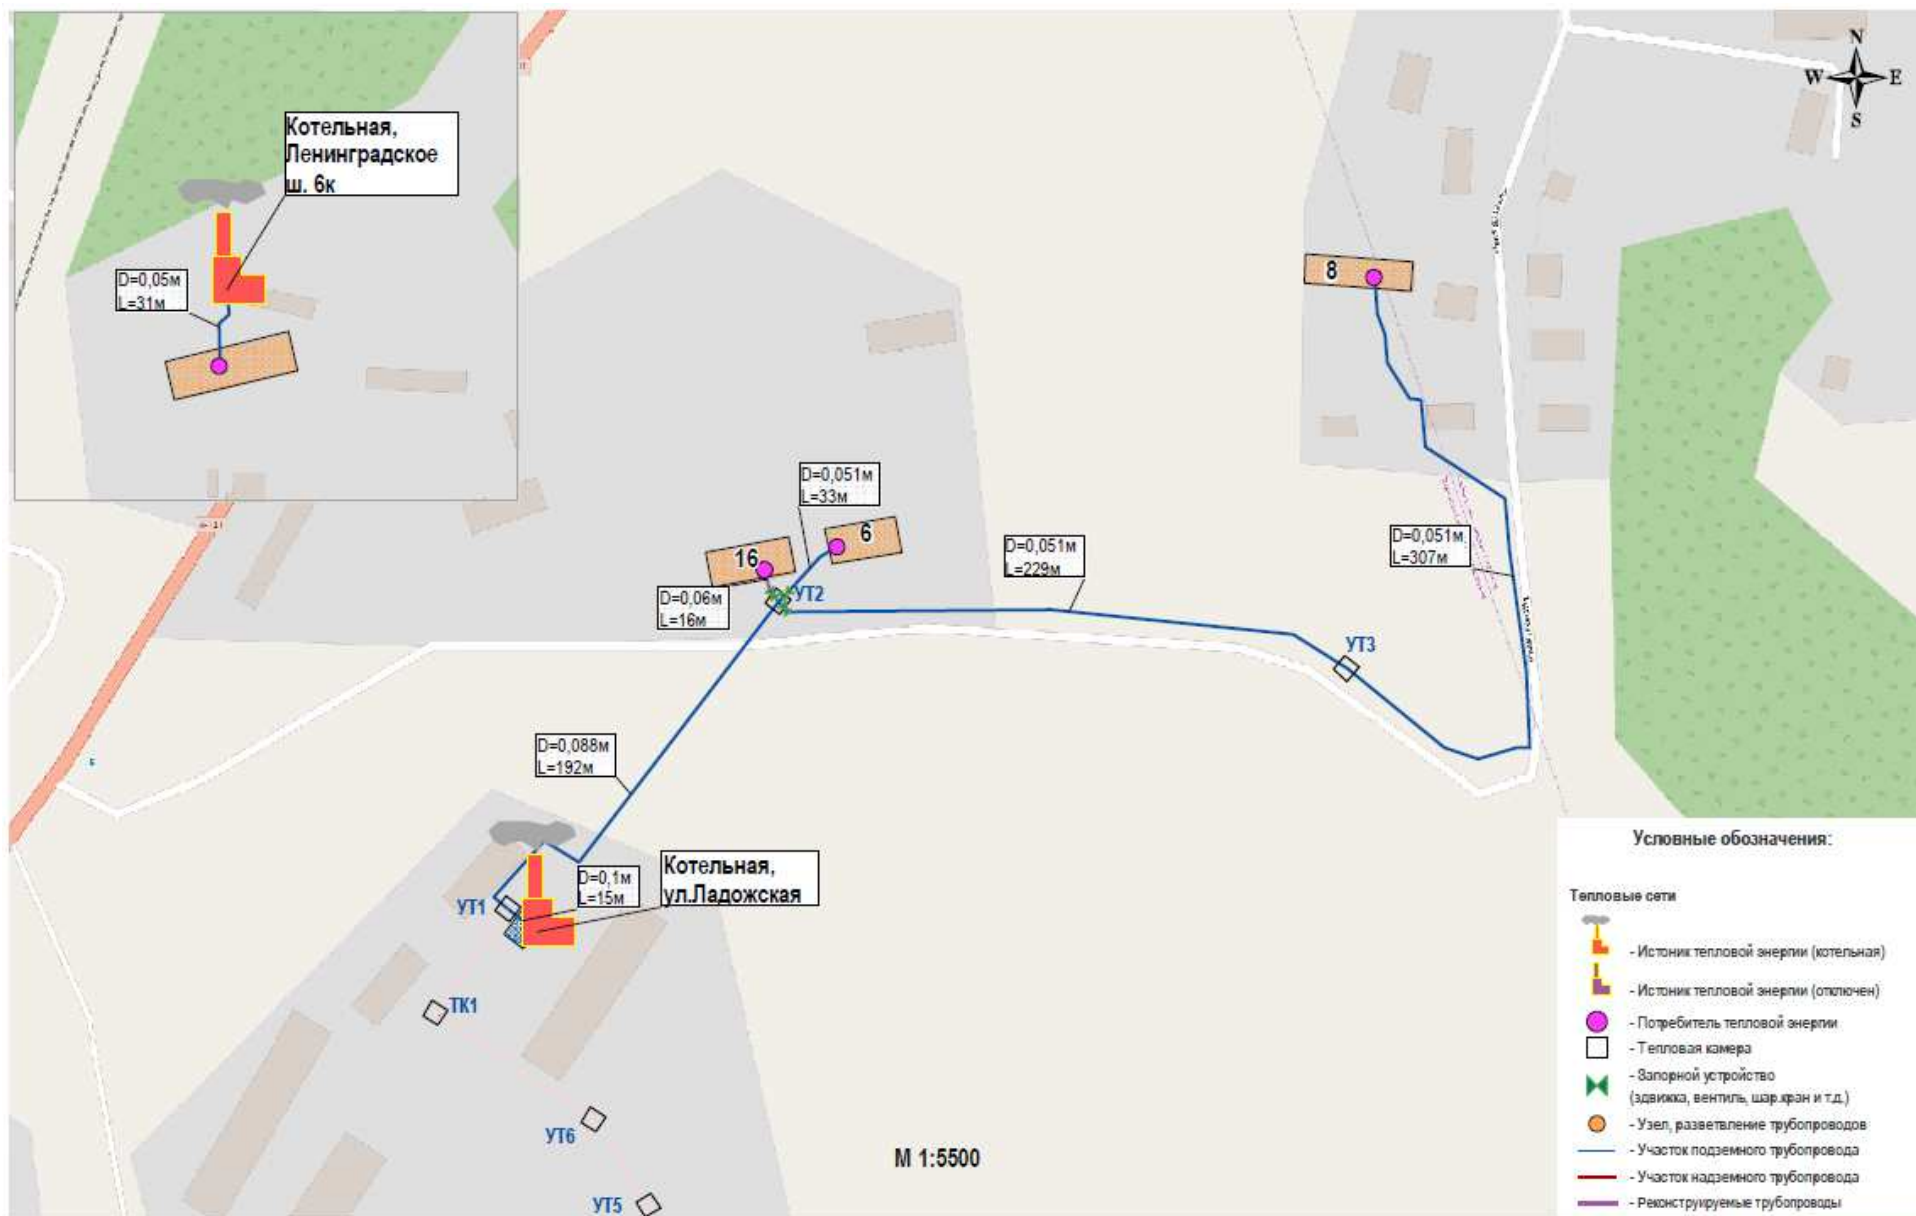 N
W E
S
Котельная,
Ленинградское
ш. 6к
D=0,05м
L=31м
8
D=0,051м
L=33м
6
16
УТ2
D=0,06м
L=16м
D=0,051м
L=229м
D=0,051м
L=307м
УТ3
D=0,088м
L=192м
D=0,1м
L=15м
Котельная,
ул.Ладожская
УТ1
ТК1
УТ6
УТ5
М 1:5500
Условные обозначения:
Тепловые сети
- Истоник тепловой энергии (котельная)
- Истоник тепловой энергии (отключен)
- Потребитель тепловой энергии
- Тепловая камера
- Запорной устройство
(здвижка, вентиль, шар.кран и т.д.)
- Узел, разветвление трубопроводов
- Участок подземного трубопровода
- Участок надземного трубопровода
- Реконструируемые трубопроводы